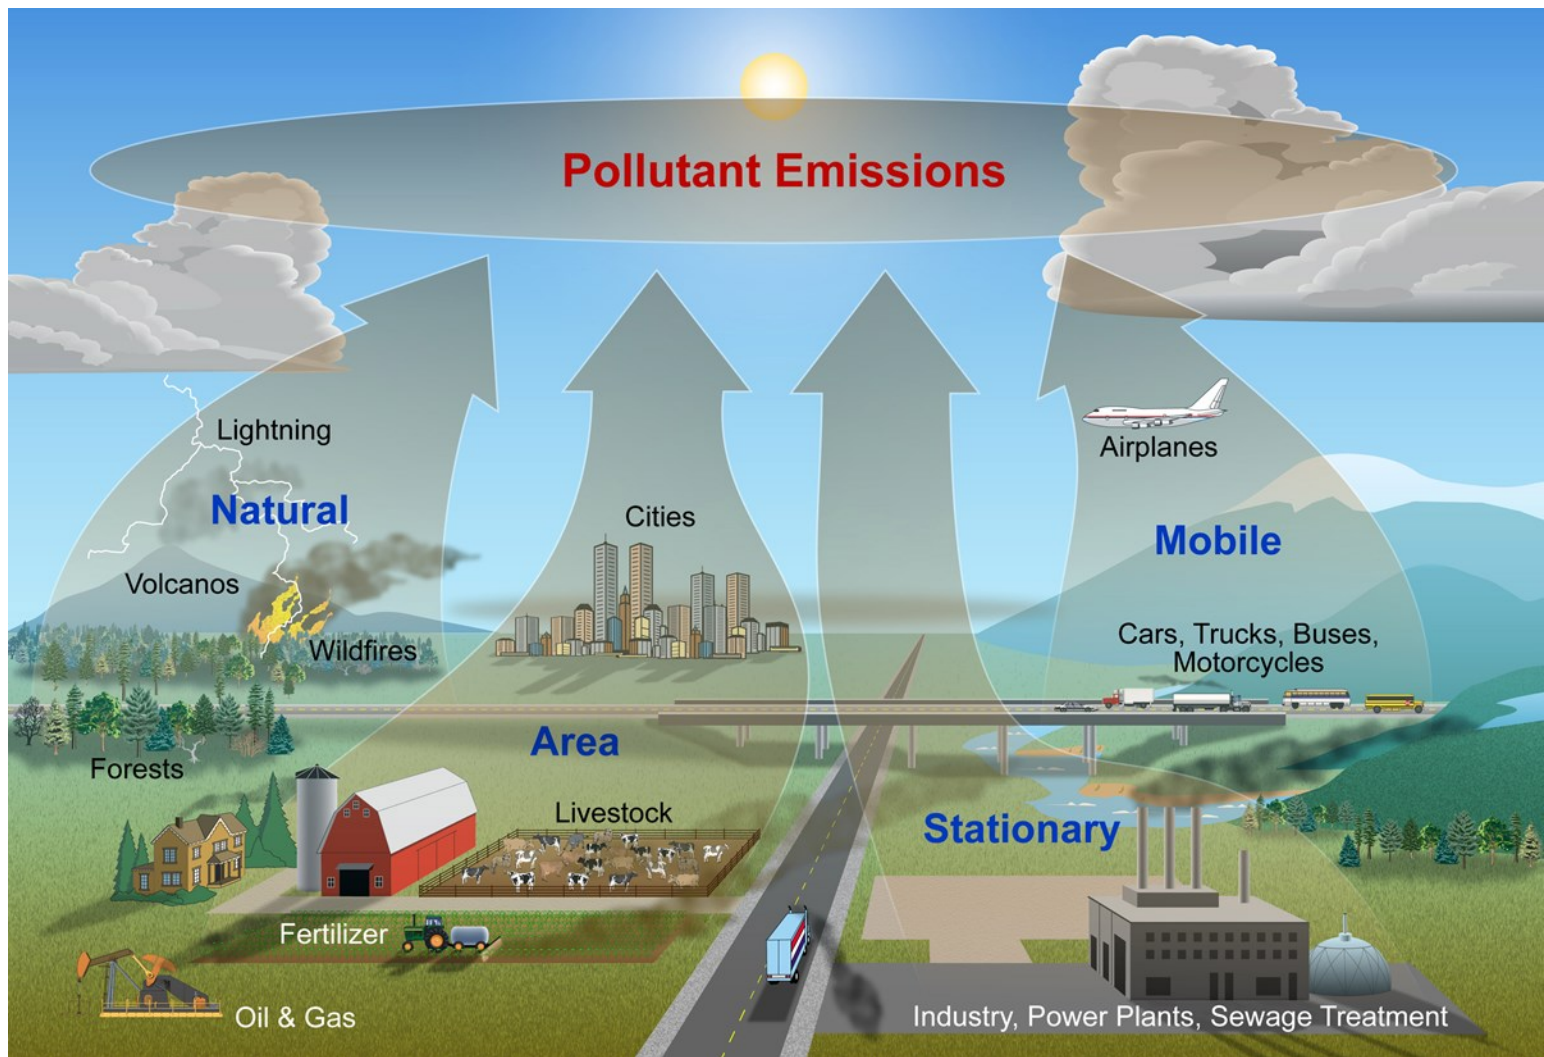 Pollutant Emissions
Lightning
Natural
Volcanos
Wildfires
Forests
Cities
Area
Livestock
Fertilizer
Oil & Gas
Airplanes
Mobile
Cars, Trucks, Buses,
Motorcycles
Stationary
Industry, Power Plants, Sewage Treatment